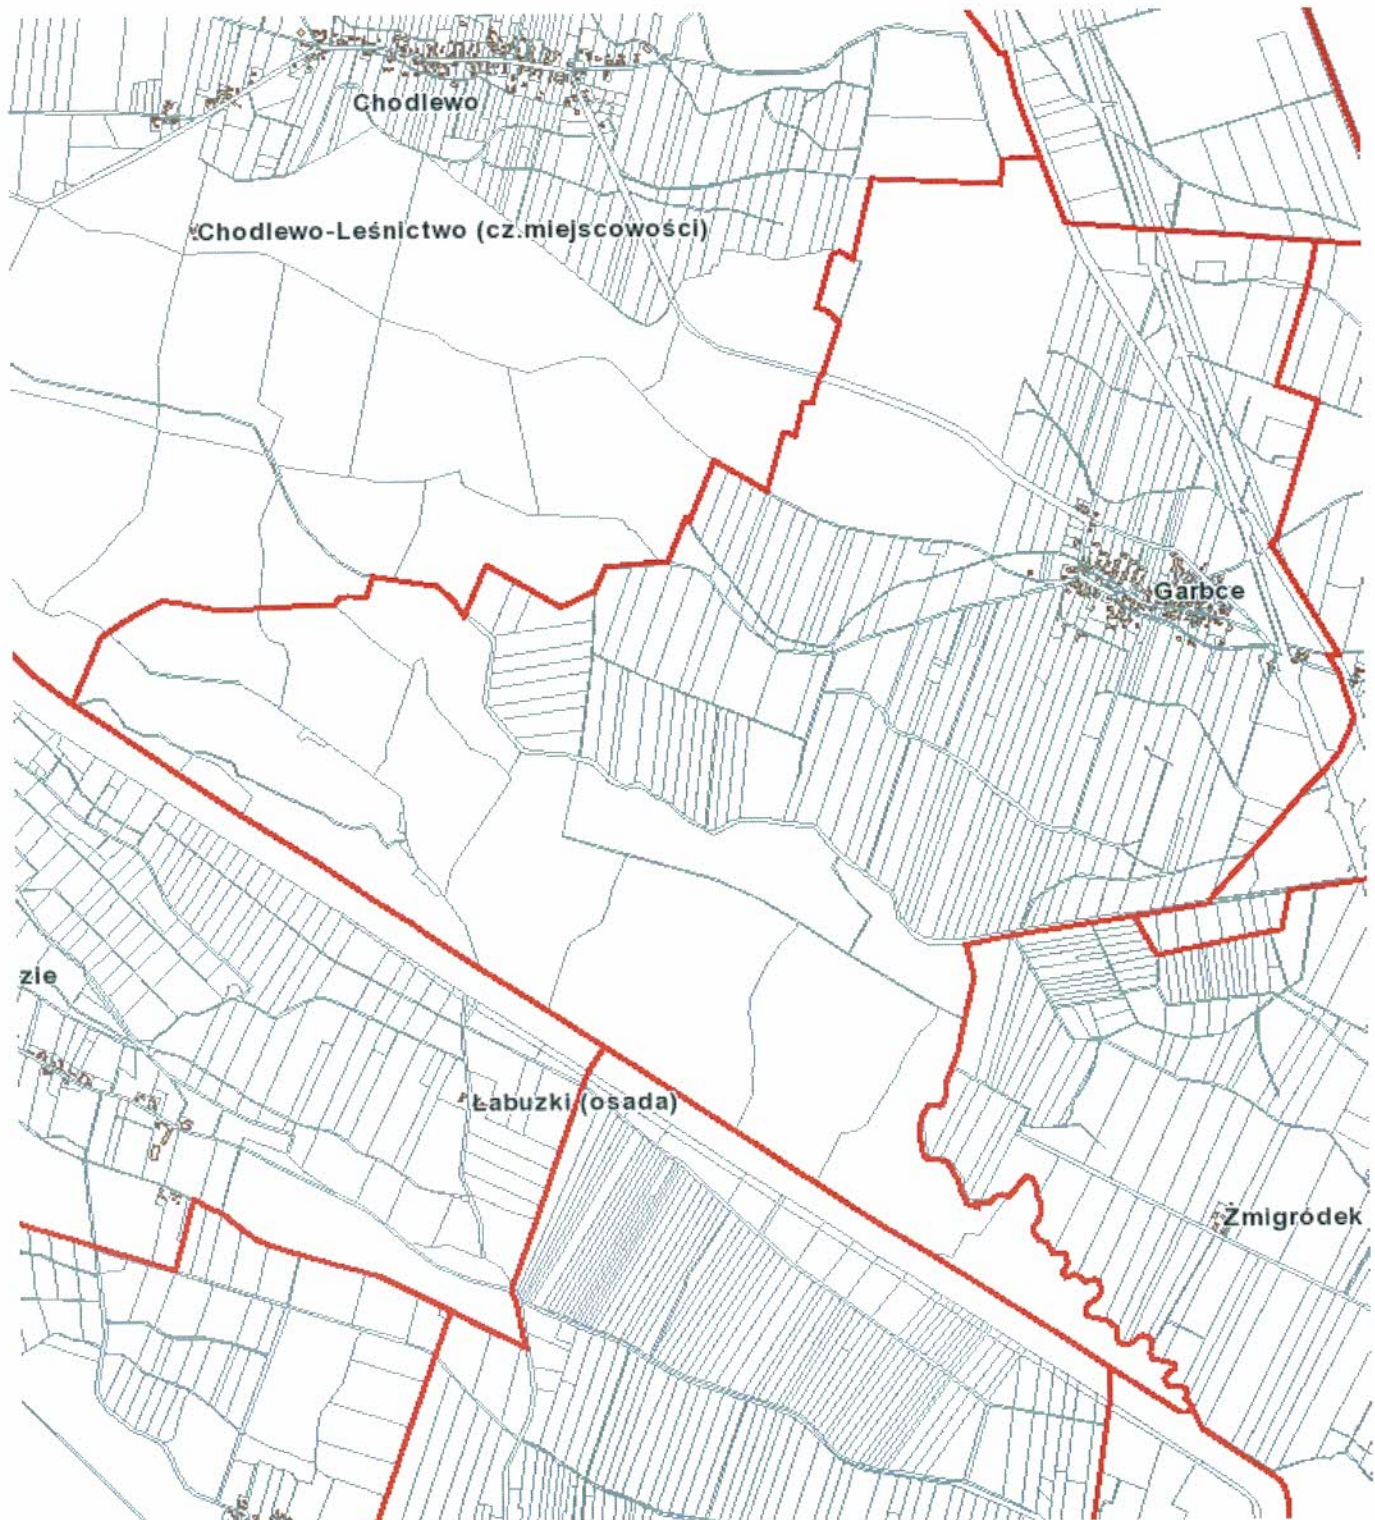 Chodlewo
Chodlewo-Leśnictwo (cz.miejscowości)
Garbce
zie
Łabuzki (osada)
Żmigródek